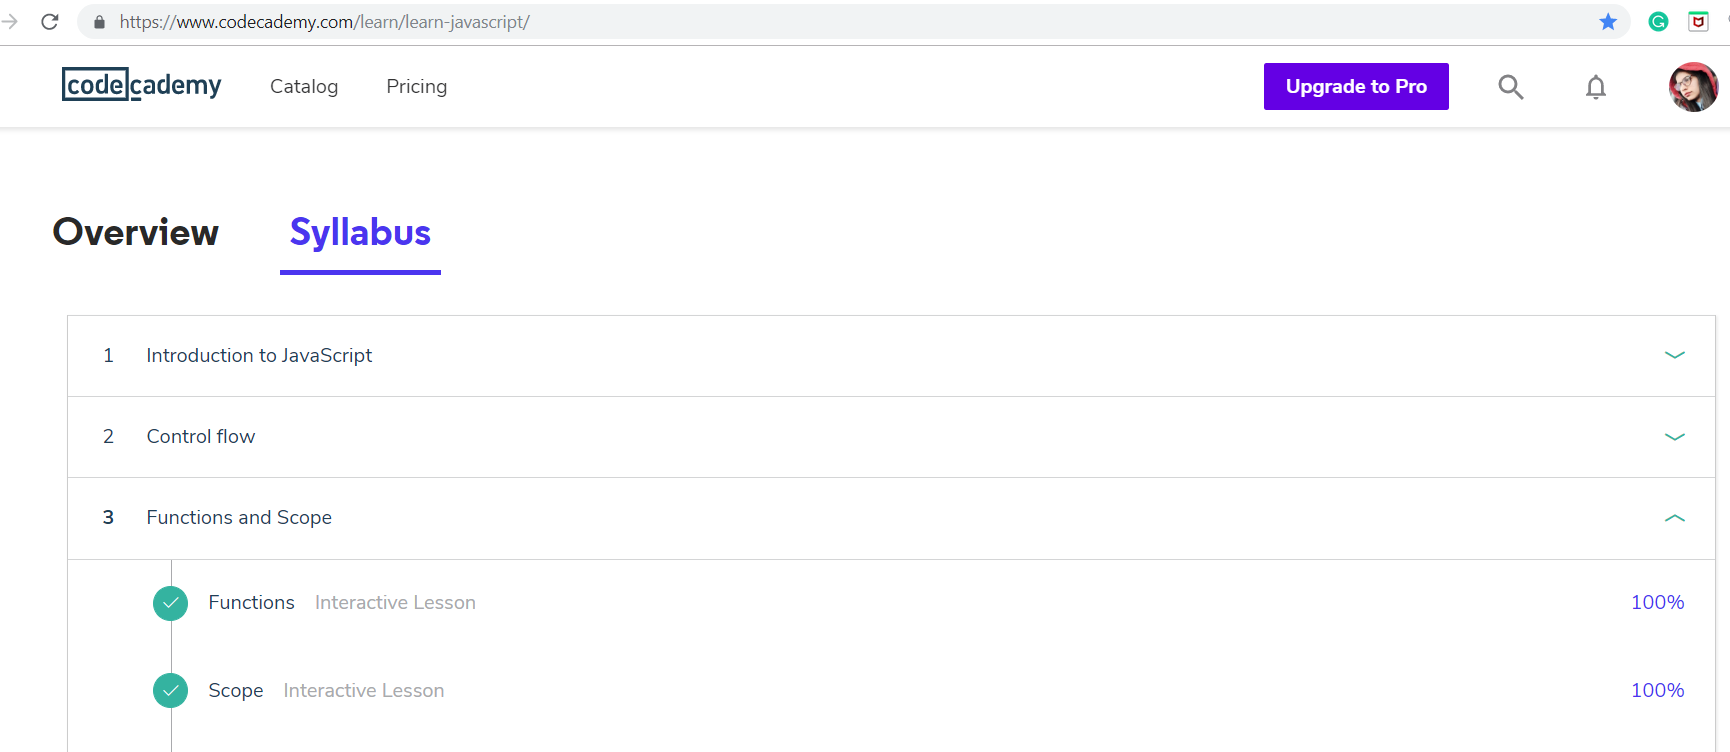 https://www.codecademy.com/learn/learn-javascript/
codecademy Catalog Pricing Upgrade to Pro
Overview Syllabus
1 Introduction to JavaScript
2 Control flow
3 Functions and Scope
Functions Interactive Lesson 100%
Scope Interactive Lesson 100%